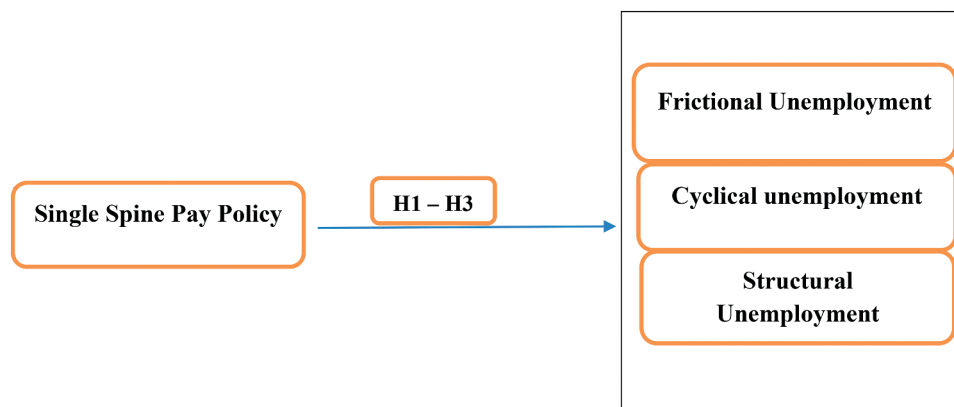 Single Spine Pay Policy
H1 – H3
Frictional Unemployment
Cyclical unemployment
Structural
Unemployment